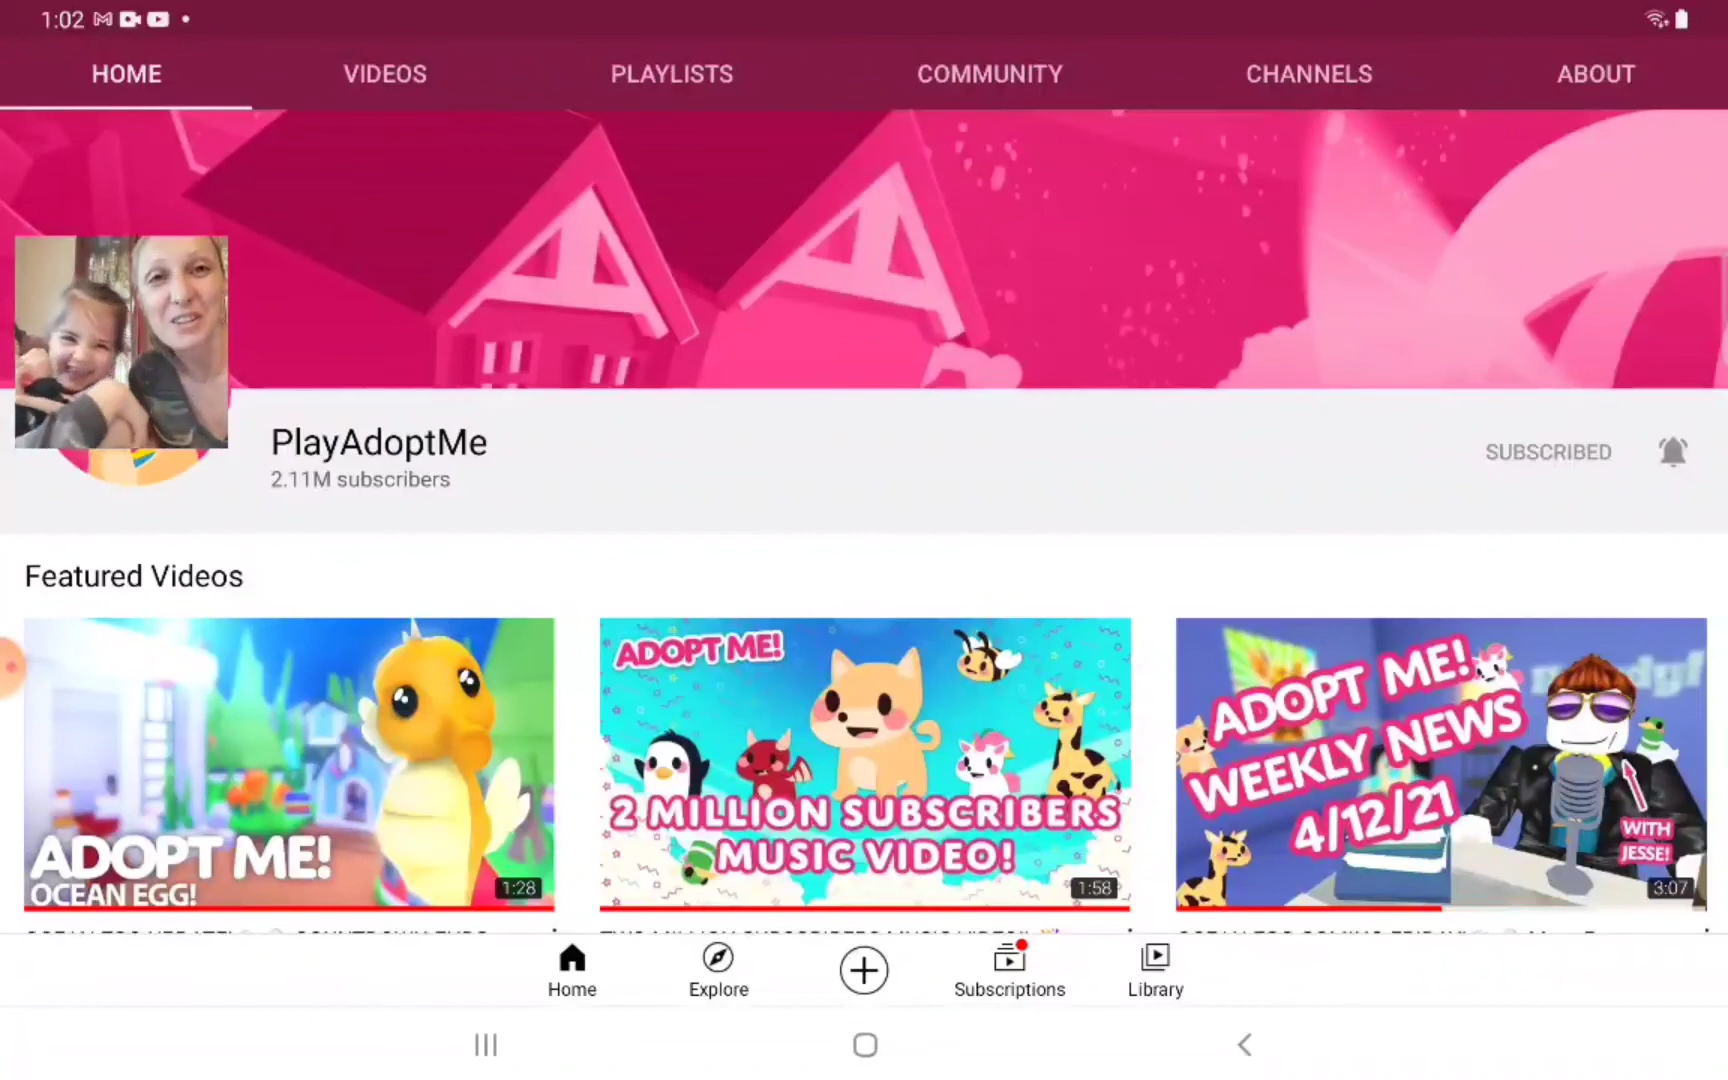 1:02
HOME VIDEOS PLAYLISTS COMMUNITY CHANNELS ABOUT
PlayAdoptMe
2.11M subscribers
SUBSCRIBED
Featured Videos
ADOPT ME!
OCEAN EGG!
1:28
ADOPT ME!
2 MILLION SUBSCRIBERS
MUSIC VIDEO!
1:58
ADOPT ME!
WEEKLY NEWS
4/12/21
WITH
JESSE!
3:07
Home Explore Subscriptions Library